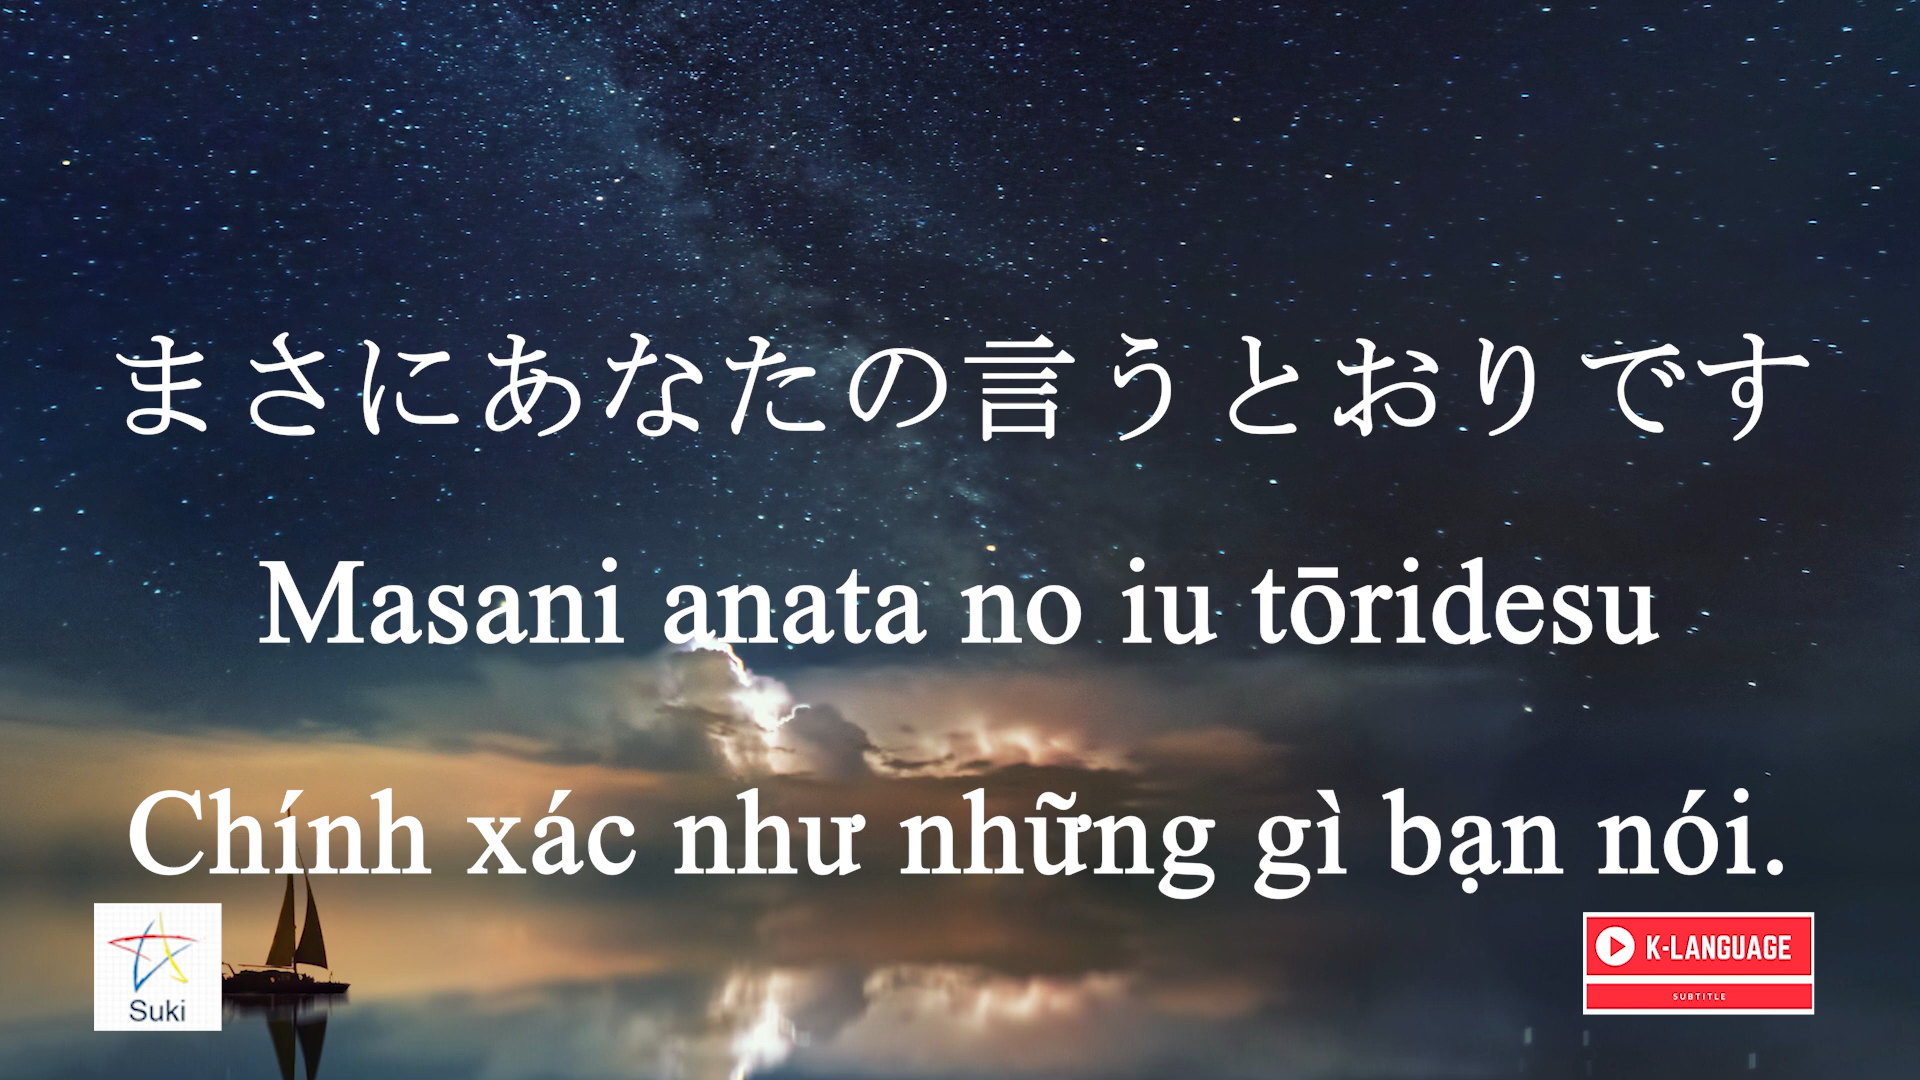 まさにあなたの言うとおりです
Masani anata no iu tōridesu
Chính xác như những gì bạn nói.
Suki
K-LANGUAGE
SUBTITLE